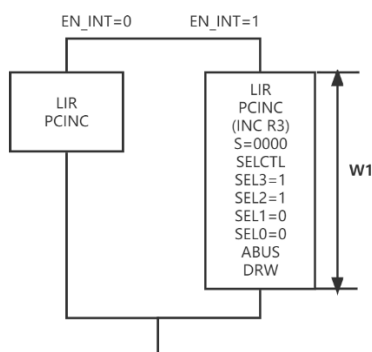 EN_INT=0
EN_INT=1
LIR
PCINC
LIR
PCINC
(INC R3)
S=0000
SELCTL
SEL3=1
SEL2=1
SEL1=0
SEL0=0
ABUS
DRW
W1